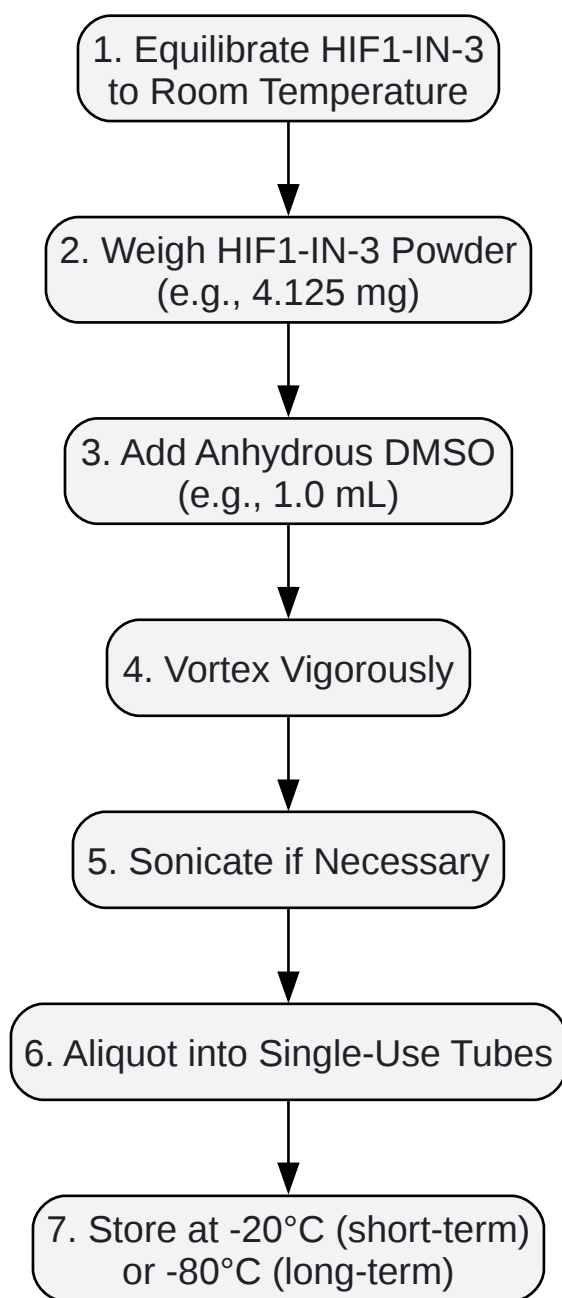 1. Equilibrate HIF1-IN-3
to Room Temperature
2. Weigh HIF1-IN-3 Powder
(e.g., 4.125 mg)
3. Add Anhydrous DMSO
(e.g., 1.0 mL)
4. Vortex Vigorously
5. Sonicate if Necessary
6. Aliquot into Single-Use Tubes
7. Store at -20°C (short-term)
or -80°C (long-term)